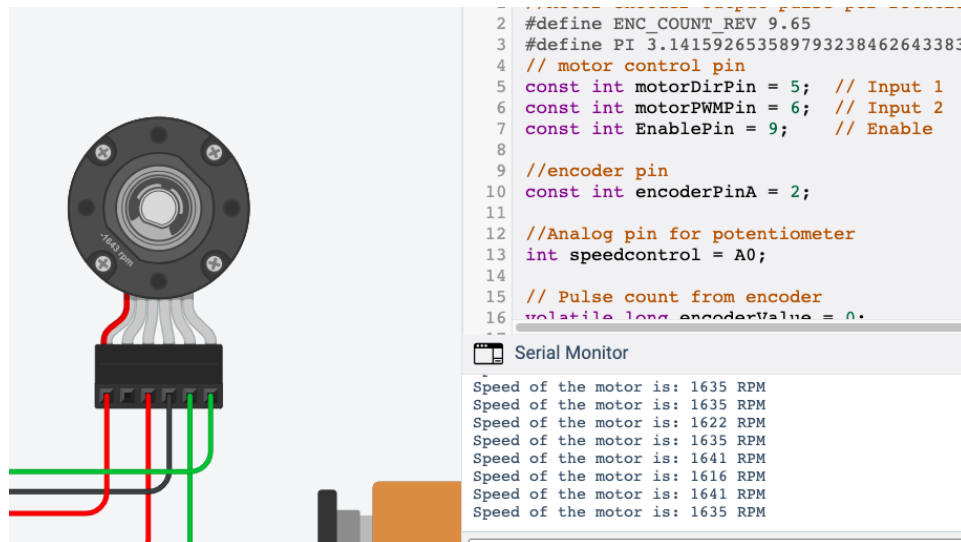 -1643 rpm
2 #define ENC_COUNT_REV 9.65
3 #define PI 3.141592653589793238462643383
4 // motor control pin
5 const int motorDirPin = 5;  // Input 1
6 const int motorPWMPin = 6;  // Input 2
7 const int EnablePin = 9;    // Enable
8
9 //encoder pin
10 const int encoderPinA = 2;
11
12 //Analog pin for potentiometer
13 int speedcontrol = A0;
14
15 // Pulse count from encoder
16 volatile long encoderValue = 0;
Serial Monitor
Speed of the motor is: 1635 RPM
Speed of the motor is: 1635 RPM
Speed of the motor is: 1622 RPM
Speed of the motor is: 1635 RPM
Speed of the motor is: 1641 RPM
Speed of the motor is: 1616 RPM
Speed of the motor is: 1641 RPM
Speed of the motor is: 1635 RPM